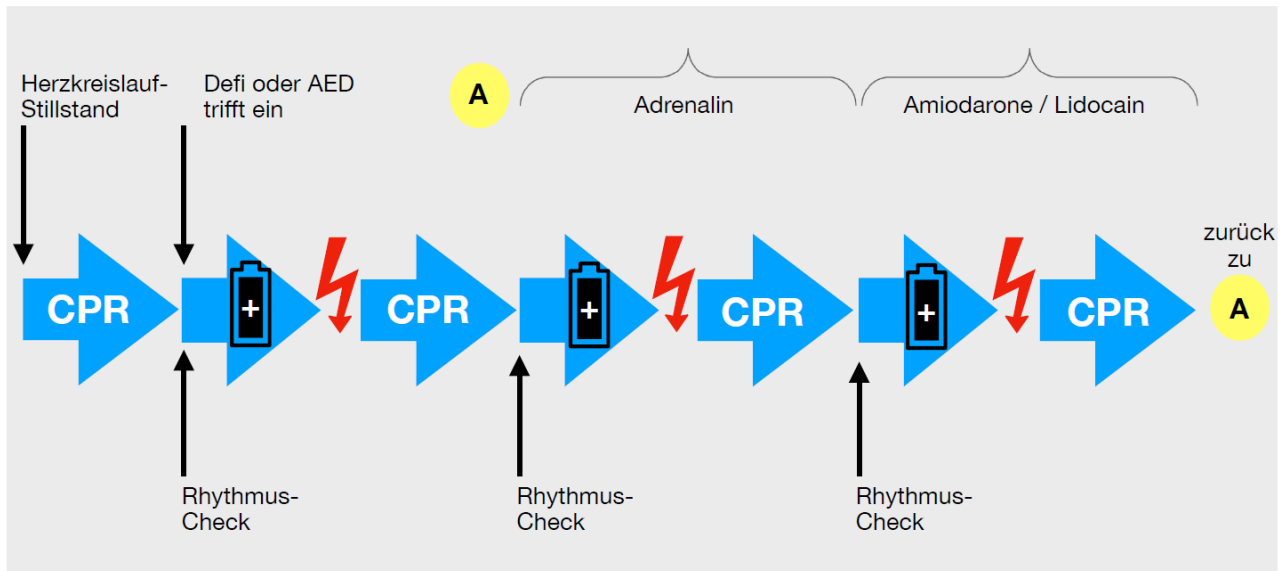 Herzkreislauf-
Stillstand
Defi oder AED
trifft ein
A
Adrenalin
Amiodarone / Lidocain
CPR
+
CPR
+
CPR
+
CPR
zurück
zu
A
Rhythmus-
Check
Rhythmus-
Check
Rhythmus-
Check